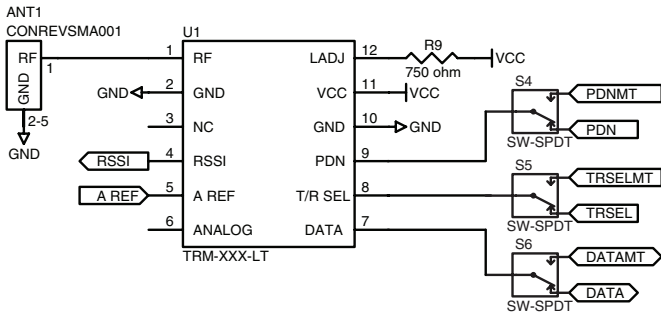 ANT1
CONREVSMA001
RF
1
GND
2-5
GND
U1
1 RF
GND 2 GND
3 NC
RSSI 4 RSSI
A REF 5 A REF
6 ANALOG
TRM-XXX-LT
LADJ 12 R9 VCC
750 ohm
VCC 11 VCC
GND 10 GND
PDN 9
T/R SEL 8
DATA 7
S4
PDNMT
PDN
SW-SPDT
S5
TRSELMT
TRSEL
SW-SPDT
S6
DATAMT
DATA
SW-SPDT